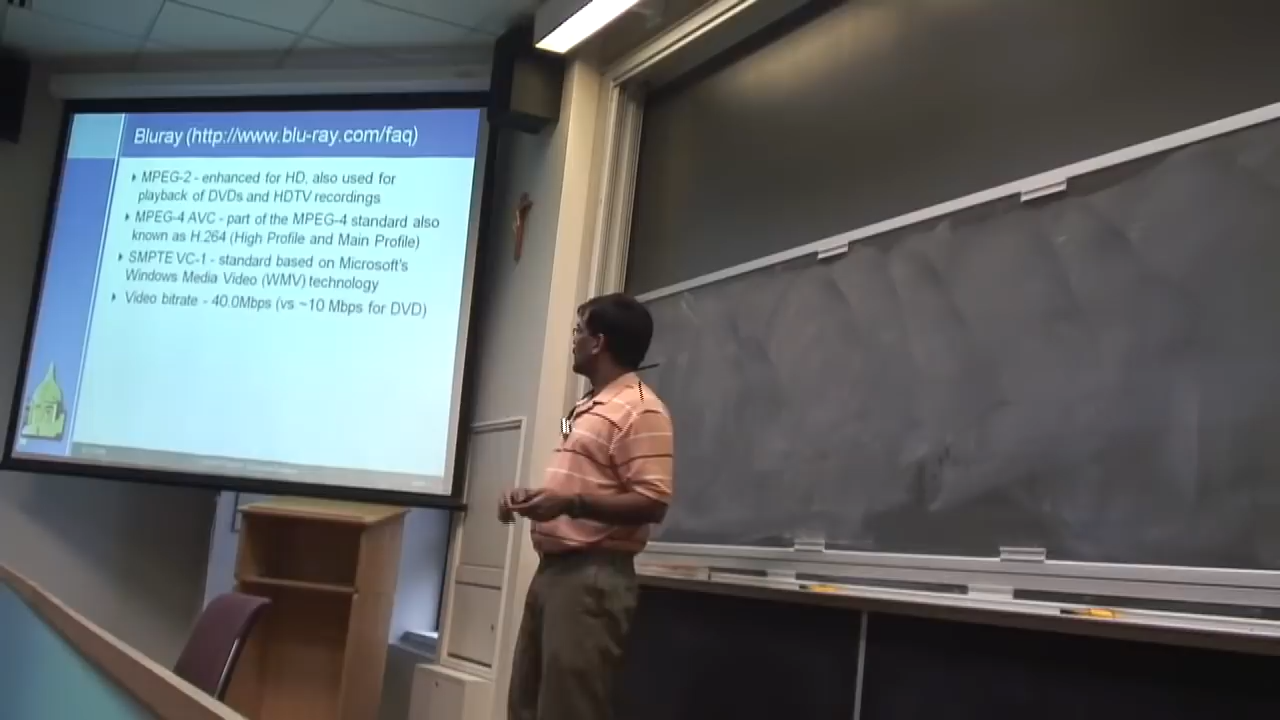 Bluray (http://www.blu-ray.com/faq)
MPEG-2 - enhanced for HD, also used for
playback of DVDs and HDTV recordings
MPEG-4 AVC - part of the MPEG-4 standard also
known as H.264 (High Profile and Main Profile)
SMPTE VC-1 - standard based on Microsoft's
Windows Media Video (WMV) technology
Video bitrate - 40.0Mbps (vs ~10 Mbps for DVD)